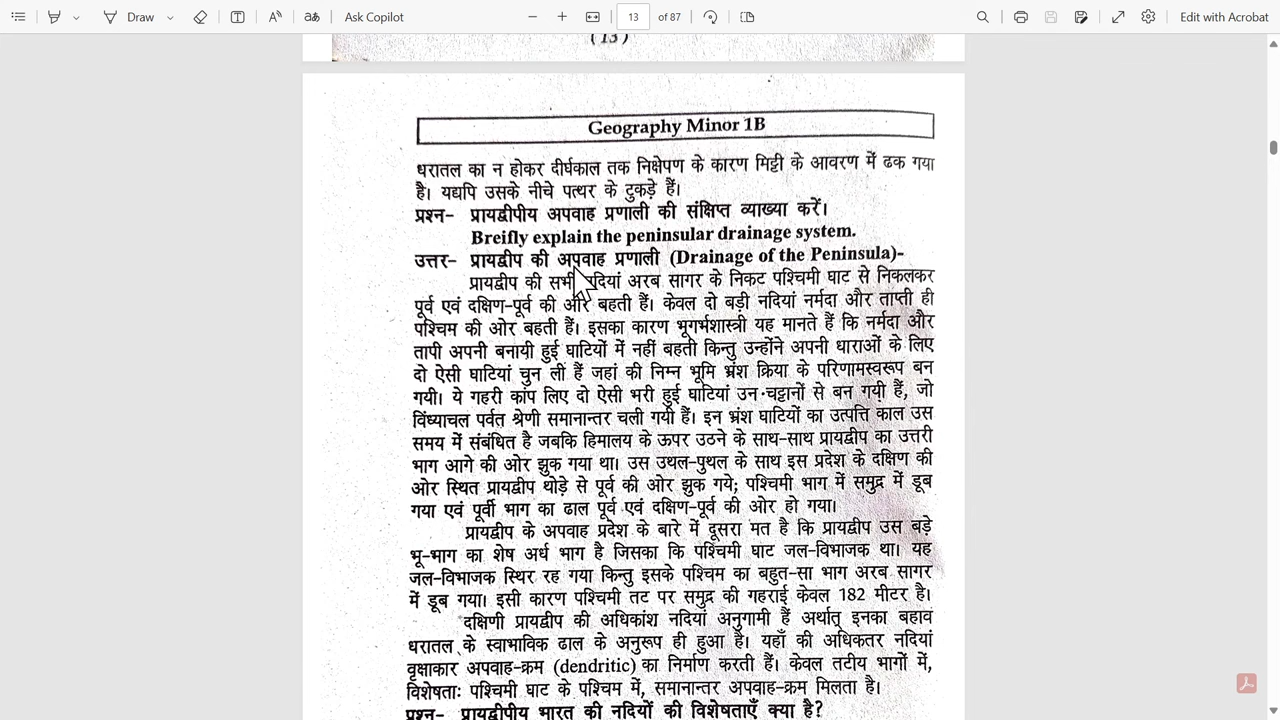 Draw
Ask Copilot
13 of 87
Edit with Acrobat
(13)
Geography Minor 1B
धरातल का न होकर दीर्घकाल तक निक्षेपण के कारण मिट्टी के आवरण में ढक गया
है। यद्यपि उसके नीचे पत्थर के टुकड़े हैं।
प्रश्न- प्रायद्वीपीय अपवाह प्रणाली की संक्षिप्त व्याख्या करें।
Breifly explain the peninsular drainage system.
उत्तर- प्रायद्वीप की अपवाह प्रणाली (Drainage of the Peninsula)-
प्रायद्वीप की सभी नदियां अरब सागर के निकट पश्चिमी घाट से निकलकर
पूर्व एवं दक्षिण-पूर्व की ओर बहती हैं। केवल दो बड़ी नदियां नर्मदा और ताप्ती ही
पश्चिम की ओर बहती हैं। इसका कारण भूगर्भशास्त्री यह मानते हैं कि नर्मदा और
तापी अपनी बनायी हुई घाटियों में नहीं बहती किन्तु उन्होंने अपनी धाराओं के लिए
दो ऐसी घाटियां चुन लीं हैं जहां की निम्न भूमि भ्रंश क्रिया के परिणामस्वरूप बन
गयी। ये गहरी कांप लिए दो ऐसी भरी हुई घाटियां उन चट्टानों से बन गयी हैं, जो
विंध्याचल पर्वत श्रेणी समानान्तर चली गयी हैं। इन भ्रंश घाटियों का उत्पत्ति काल उस
समय में संबंधित है जबकि हिमालय के ऊपर उठने के साथ-साथ प्रायद्वीप का उत्तरी
भाग आगे की ओर झुक गया था। उस उथल-पुथल के साथ इस प्रदेश के दक्षिण की
ओर स्थित प्रायद्वीप थोड़े से पूर्व की ओर झुक गये; पश्चिमी भाग में समुद्र में डूब
गया एवं पूर्वी भाग का ढाल पूर्व एवं दक्षिण-पूर्व की ओर हो गया।
प्रायद्वीप के अपवाह प्रदेश के बारे में दूसरा मत है कि प्रायद्वीप उस बड़े
भू-भाग का शेष अर्ध भाग है जिसका कि पश्चिमी घाट जल-विभाजक था। यह
जल-विभाजक स्थिर रह गया किन्तु इसके पश्चिम का बहुत-सा भाग अरब सागर
में डूब गया। इसी कारण पश्चिमी तट पर समुद्र की गहराई केवल 182 मीटर है।
दक्षिणी प्रायद्वीप की अधिकांश नदियां अनुगामी हैं अर्थात् इनका बहाव
धरातल के स्वाभाविक ढाल के अनुरूप ही हुआ है। यहाँ की अधिकतर नदियां
वृक्षाकार अपवाह-क्रम (dendritic) का निर्माण करती हैं। केवल तटीय भागों में,
विशेषताः पश्चिमी घाट के पश्चिम में, समानान्तर अपवाह-क्रम मिलता है।
प्रश्न- प्रायद्वीपीय भारत की नदियों की विशेषताएँ क्या है?